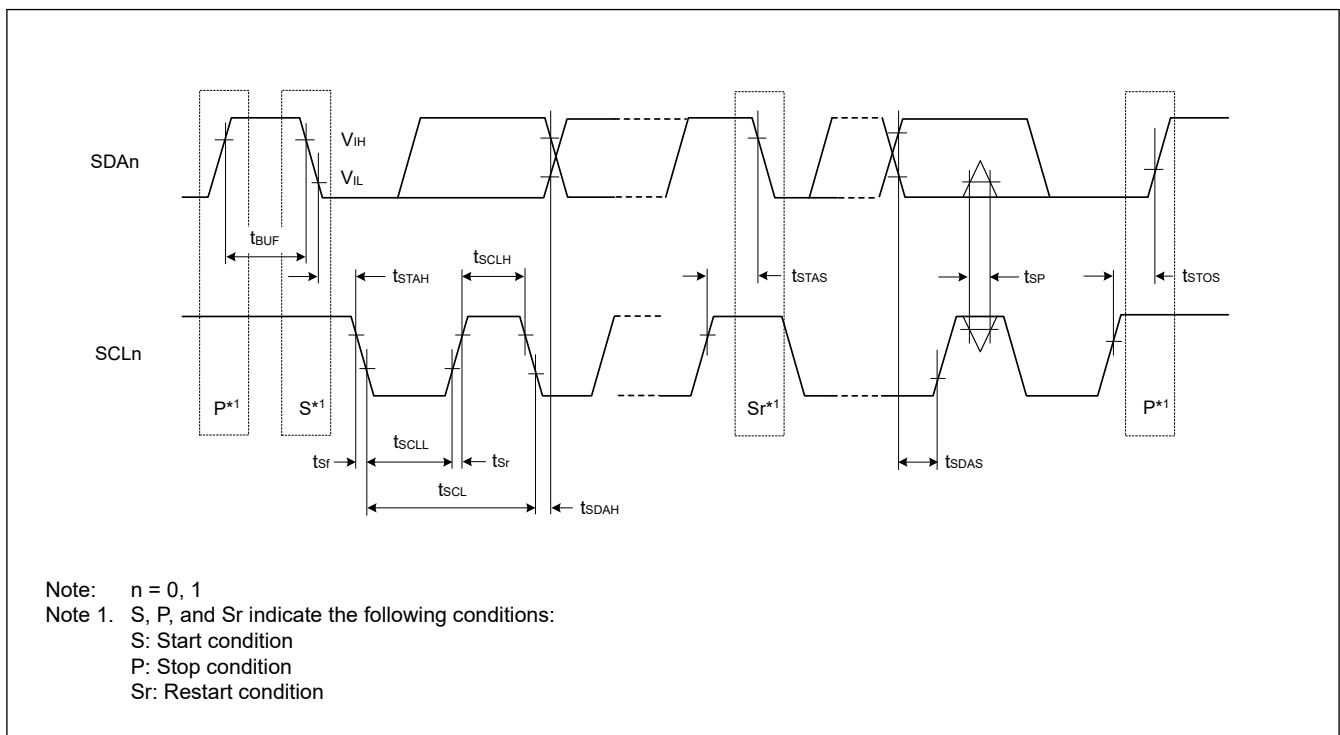 SDAn
VIH
VIL
tBUF
tSTAH
tSCLH
tSTAS
tSP
tSTOS
SCLn
P*1
S*1
Sr*1
P*1
tSf
tSCLL
tSr
tSCL
tSDAH
tSDAS
Note: n = 0, 1
Note 1. S, P, and Sr indicate the following conditions:
S: Start condition
P: Stop condition
Sr: Restart condition